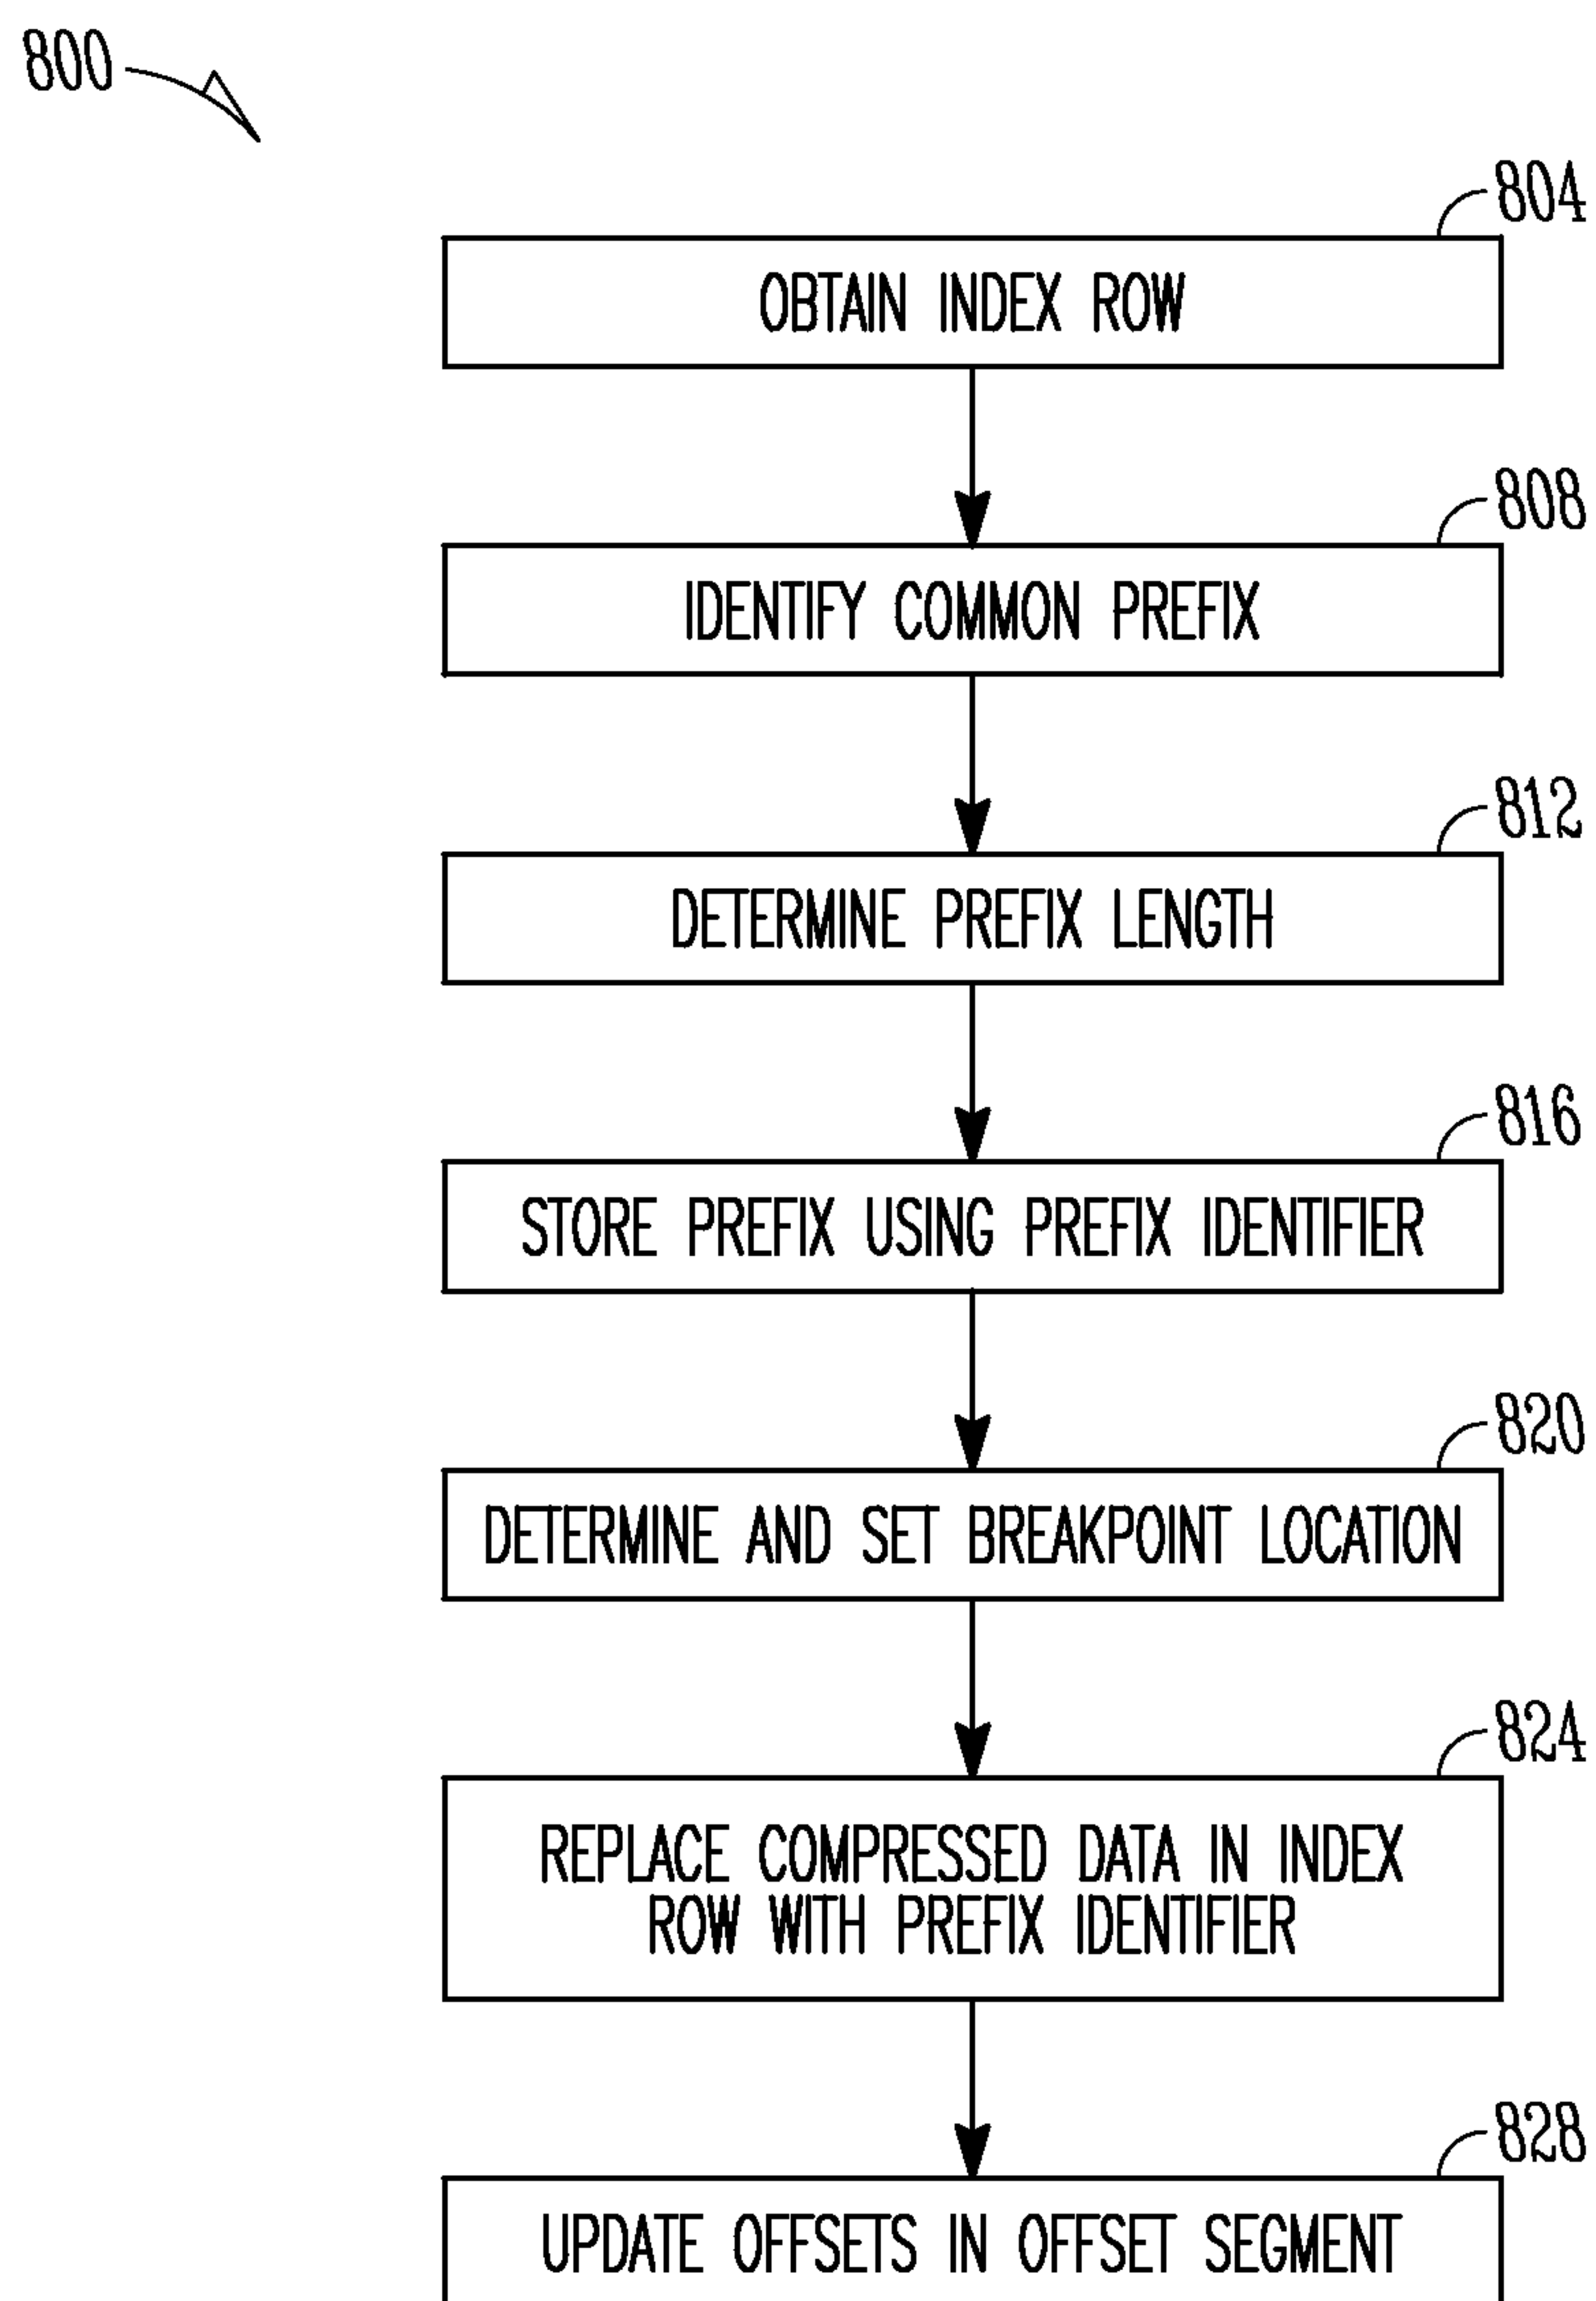 800
804
OBTAIN INDEX ROW
808
IDENTIFY COMMON PREFIX
812
DETERMINE PREFIX LENGTH
816
STORE PREFIX USING PREFIX IDENTIFIER
820
DETERMINE AND SET BREAKPOINT LOCATION
824
REPLACE COMPRESSED DATA IN INDEX
ROW WITH PREFIX IDENTIFIER
828
UPDATE OFFSETS IN OFFSET SEGMENT